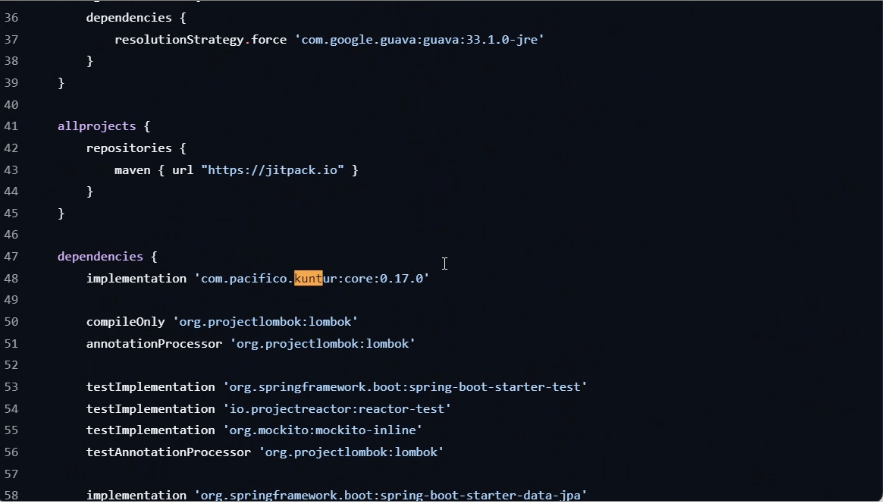 36 dependencies {
37 resolutionStrategy.force 'com.google.guava:guava:33.1.0-jre'
38 }
39 }
40
41 allprojects {
42 repositories {
43 maven { url "https://jitpack.io" }
44 }
45 }
46
47 dependencies {
48 implementation 'com.pacifico.kuntur:core:0.17.0'
49
50 compileOnly 'org.projectlombok:lombok'
51 annotationProcessor 'org.projectlombok:lombok'
52
53 testImplementation 'org.springframework.boot:spring-boot-starter-test'
54 testImplementation 'io.projectreactor:reactor-test'
55 testImplementation 'org.mockito:mockito-inline'
56 testAnnotationProcessor 'org.projectlombok:lombok'
57
58 implementation 'org.springframework.boot:spring-boot-starter-data-jpa'